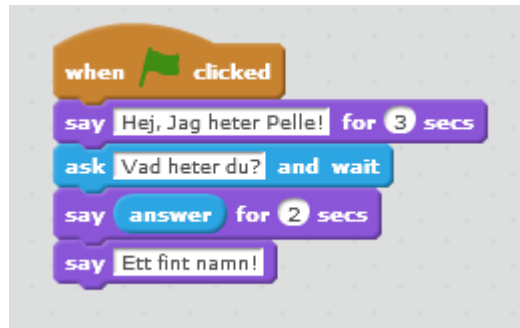 when clicked
say Hej, Jag heter Pelle! for 3 secs
ask Vad heter du? and wait
say answer for 2 secs
say Ett fint namn!